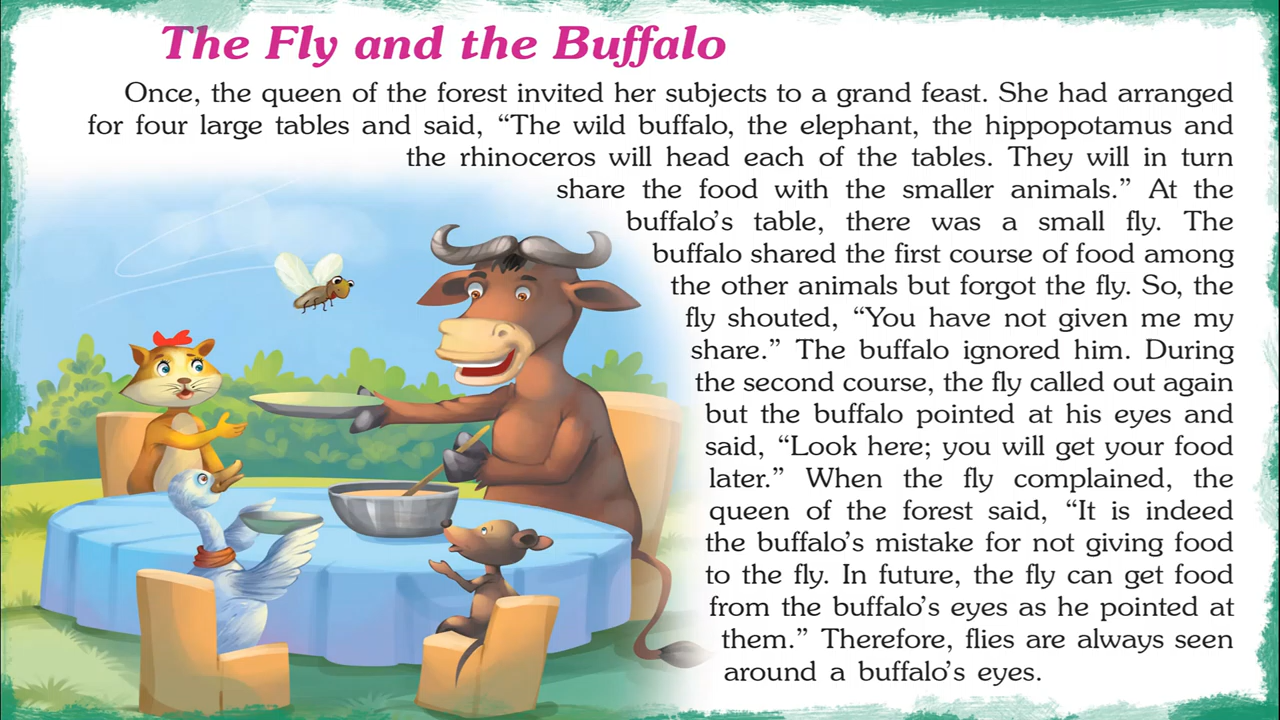 The Fly and the Buffalo
Once, the queen of the forest invited her subjects to a grand feast. She had arranged
for four large tables and said, “The wild buffalo, the elephant, the hippopotamus and
the rhinoceros will head each of the tables. They will in turn
share the food with the smaller animals.” At the
buffalo’s table, there was a small fly. The
buffalo shared the first course of food among
the other animals but forgot the fly. So, the
fly shouted, “You have not given me my
share.” The buffalo ignored him. During
the second course, the fly called out again
but the buffalo pointed at his eyes and
said, “Look here; you will get your food
later.” When the fly complained, the
queen of the forest said, “It is indeed
the buffalo’s mistake for not giving food
to the fly. In future, the fly can get food
from the buffalo’s eyes as he pointed at
them.” Therefore, flies are always seen
around a buffalo’s eyes.